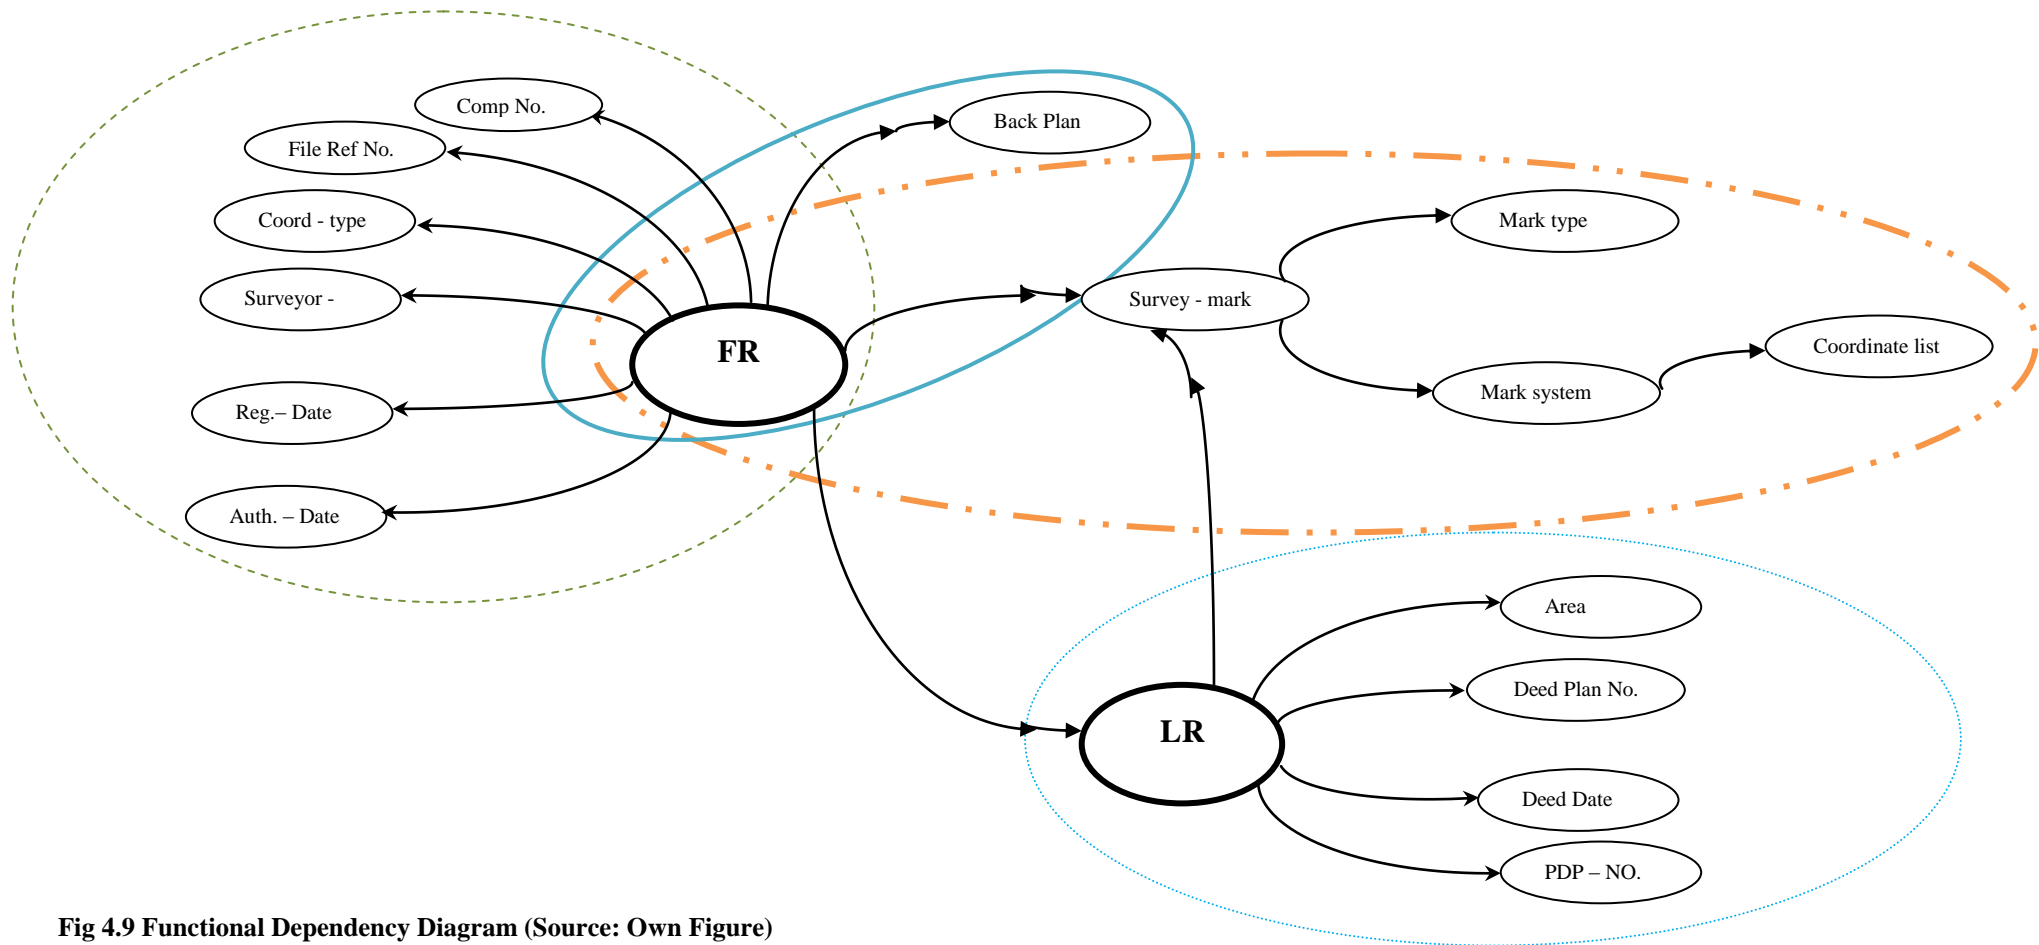 Comp No.
Back Plan
File Ref No.
Coord - type
Mark type
Surveyor -
Survey - mark
FR
Coordinate list
Mark system
Reg.– Date
Auth. – Date
Area
Deed Plan No.
LR
Deed Date
PDP – NO.
Fig 4.9 Functional Dependency Diagram (Source: Own Figure)